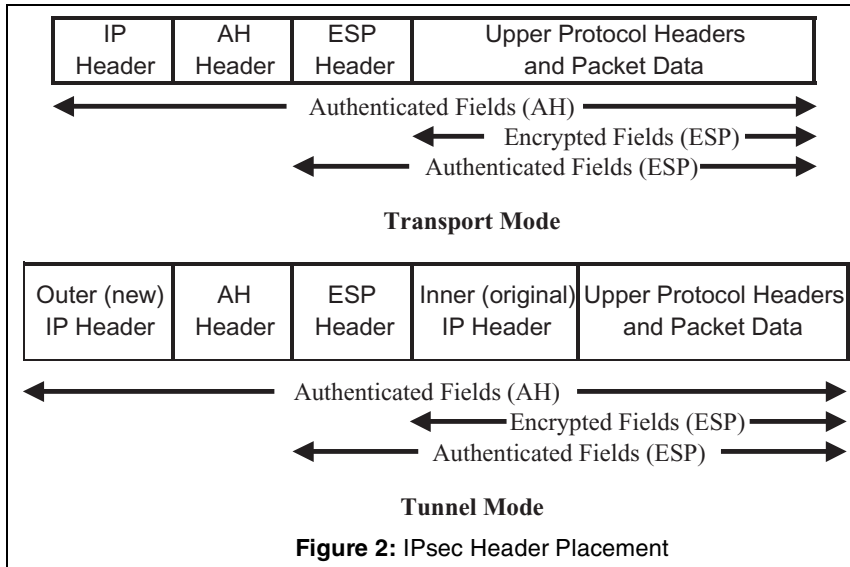 IP Header
AH Header
ESP Header
Upper Protocol Headers and Packet Data
Authenticated Fields (AH)
Encrypted Fields (ESP)
Authenticated Fields (ESP)
Transport Mode
Outer (new) IP Header
AH Header
ESP Header
Inner (original) IP Header
Upper Protocol Headers and Packet Data
Authenticated Fields (AH)
Encrypted Fields (ESP)
Authenticated Fields (ESP)
Tunnel Mode
Figure 2: IPsec Header Placement